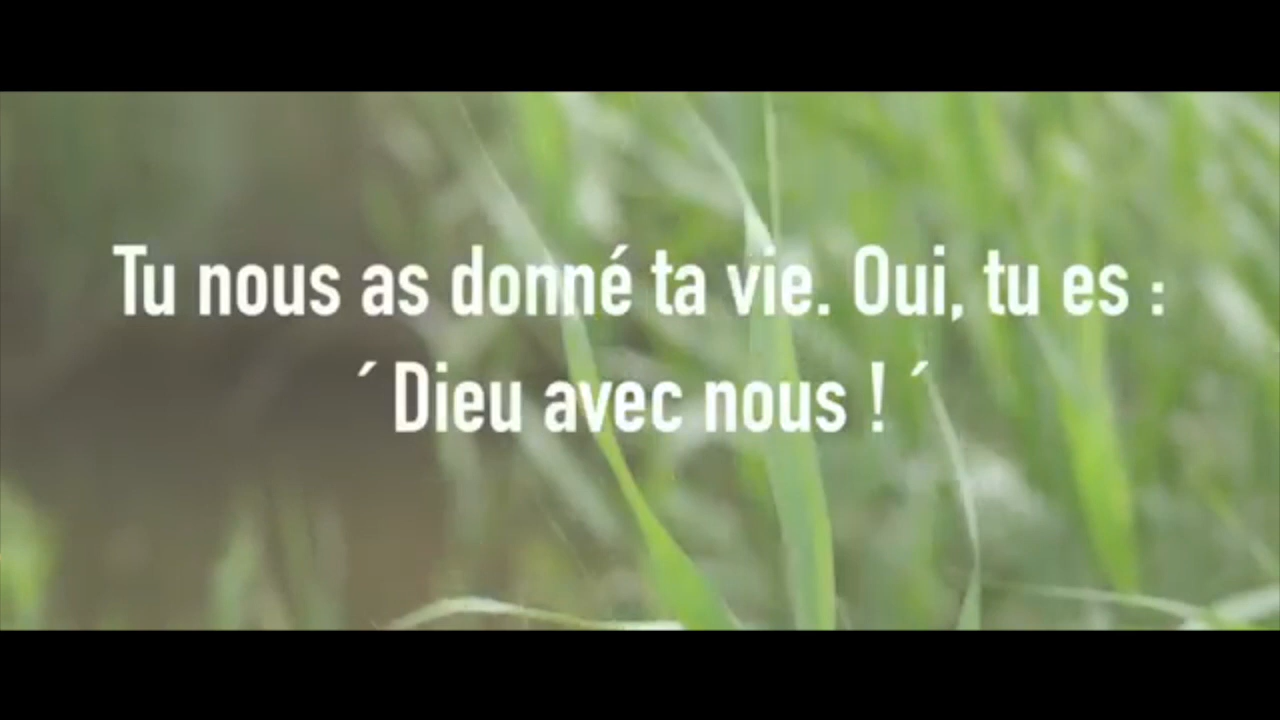 Tu nous as donné ta vie. Oui, tu es :
´ Dieu avec nous ! ´